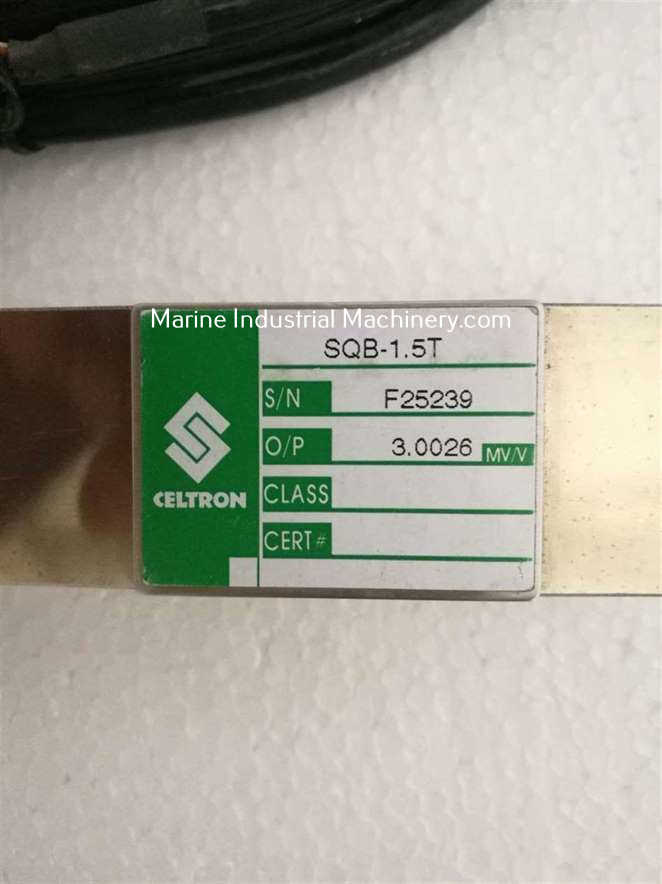 Marine Industrial Machinery.com
SQB-1.5T
S/N F25239
O/P 3.0026 MV/V
CLASS
CERT#
CELTRON